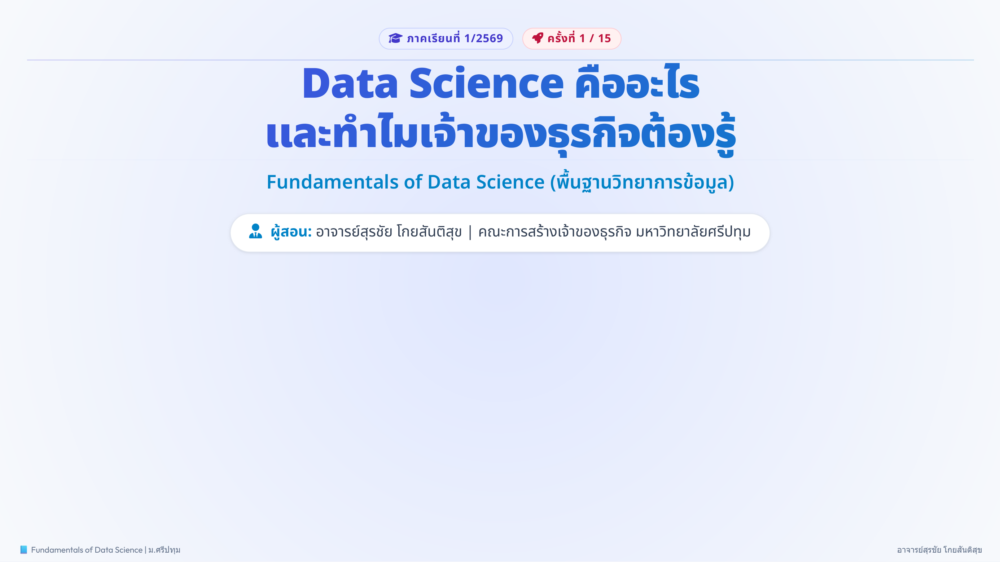 ภาคเรียนที่ 1/2569 ครั้งที่ 1 / 15
Data Science คืออะไร
และทำไมเจ้าของธุรกิจต้องรู้
Fundamentals of Data Science (พื้นฐานวิทยาการข้อมูล)
ผู้สอน: อาจารย์สุรชัย โกยสันติสุข | คณะการสร้างเจ้าของธุรกิจ มหาวิทยาลัยศรีปทุม
Fundamentals of Data Science | ม.ศรีปทุม
อาจารย์สุรชัย โกยสันติสุข